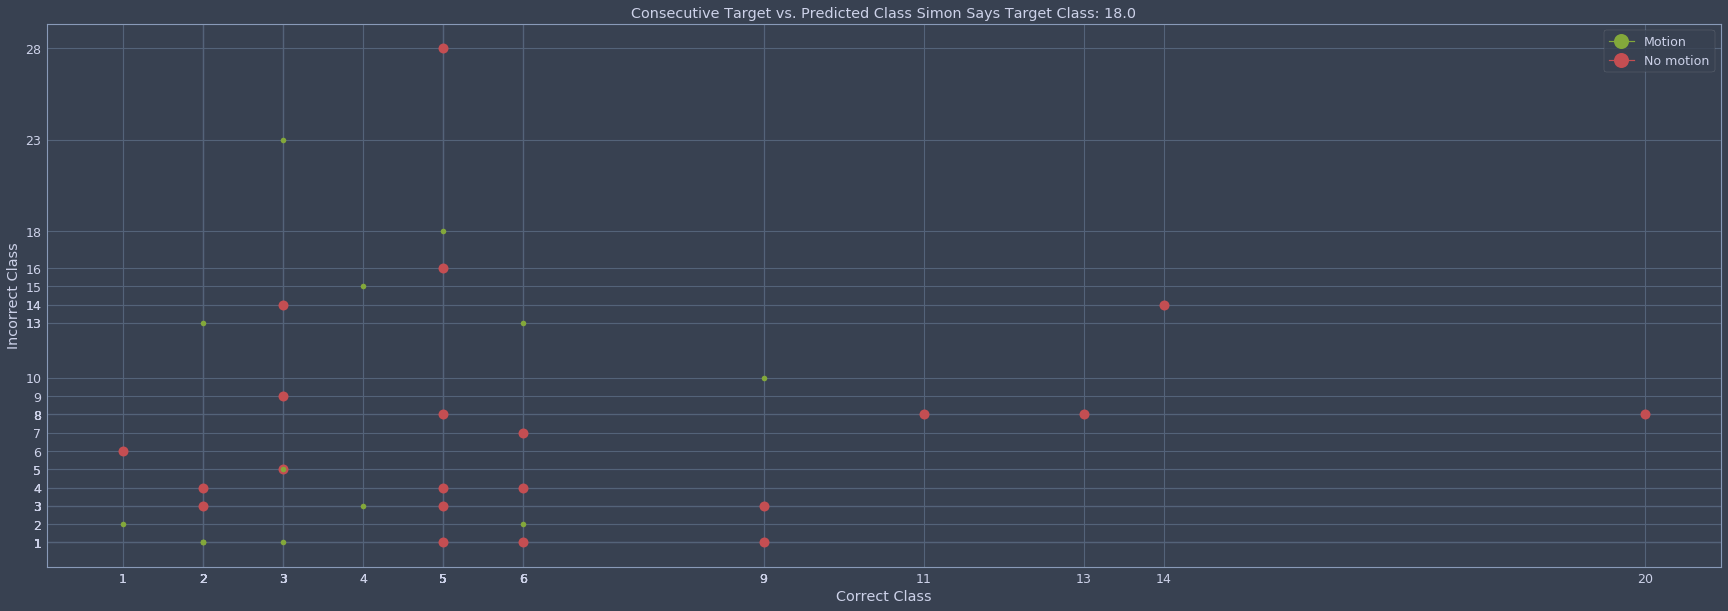 Consecutive Target vs. Predicted Class Simon Says Target Class: 18.0
Motion
No motion
Incorrect Class
28
23
18
16
15
14
13
10
9
8
7
6
5
4
3
2
1
1 2 3 4 5 6 9 11 13 14 20
Correct Class